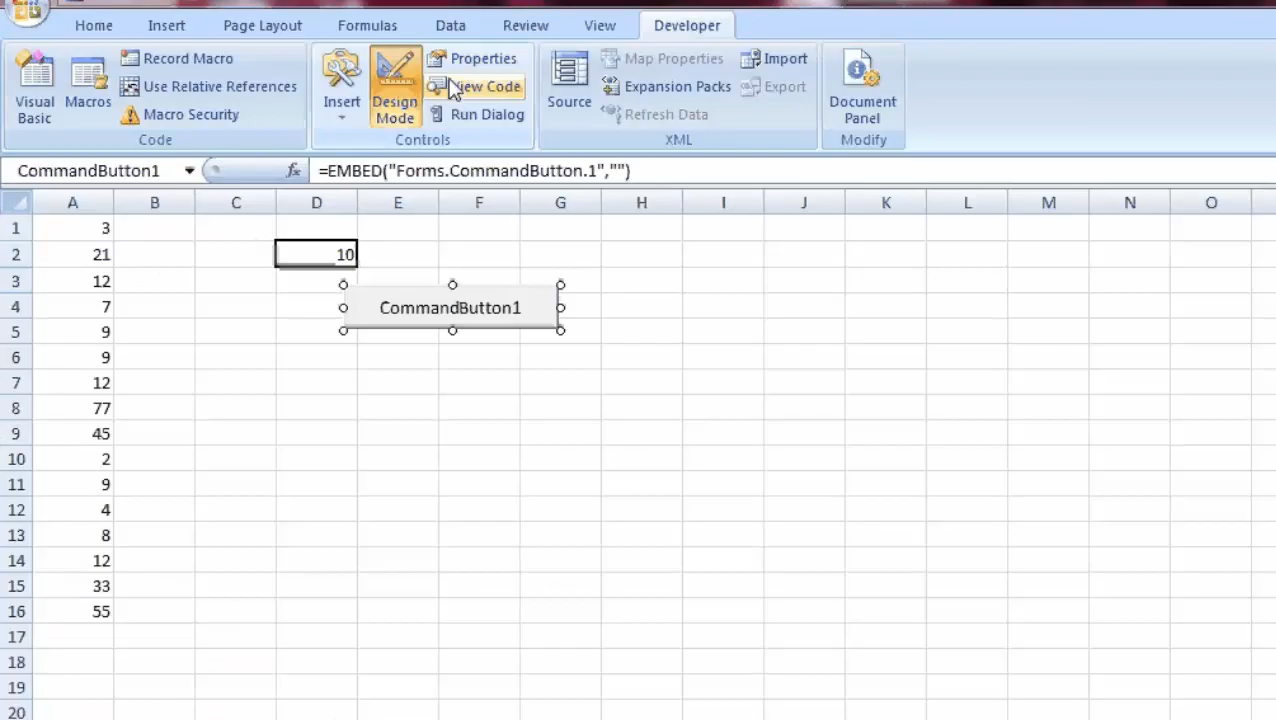 Home Insert Page Layout Formulas Data Review View Developer
Visual Basic
Macros
Record Macro
Use Relative References
Macro Security
Code
Insert
Design Mode
Properties
View Code
Run Dialog
Controls
Source
Map Properties
Expansion Packs
Refresh Data
Import
Export
XML
Document Panel
Modify
CommandButton1 fx =EMBED("Forms.CommandButton.1","")
A B C D E F G H I J K L M N O
1 3
2 21 10
3 12
4 7 CommandButton1
5 9
6 9
7 12
8 77
9 45
10 2
11 9
12 4
13 8
14 12
15 33
16 55
17
18
19
20